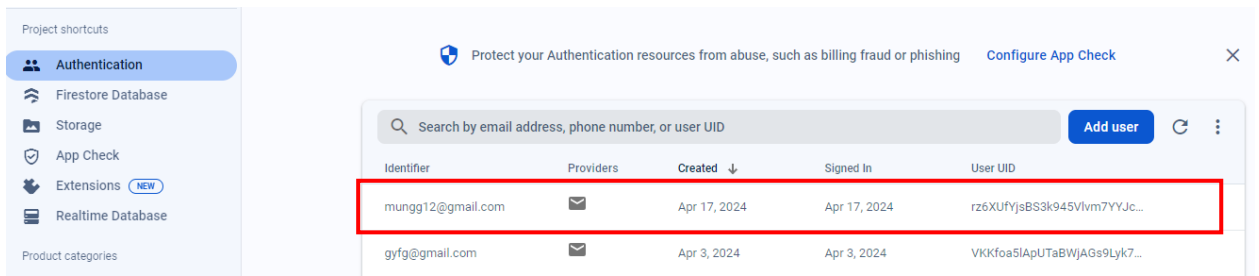 Project shortcuts
Authentication
Firestore Database
Storage
App Check
Extensions NEW
Realtime Database
Product categories
Protect your Authentication resources from abuse, such as billing fraud or phishing Configure App Check
Search by email address, phone number, or user UID Add user
Identifier Providers Created Signed In User UID
mungg12@gmail.com Apr 17, 2024 Apr 17, 2024 rz6XUfYjsBS3k945Vlvm7YYJc...
gyfg@gmail.com Apr 3, 2024 Apr 3, 2024 VKKfoa5lApUTaBWjAGs9Lyk7...